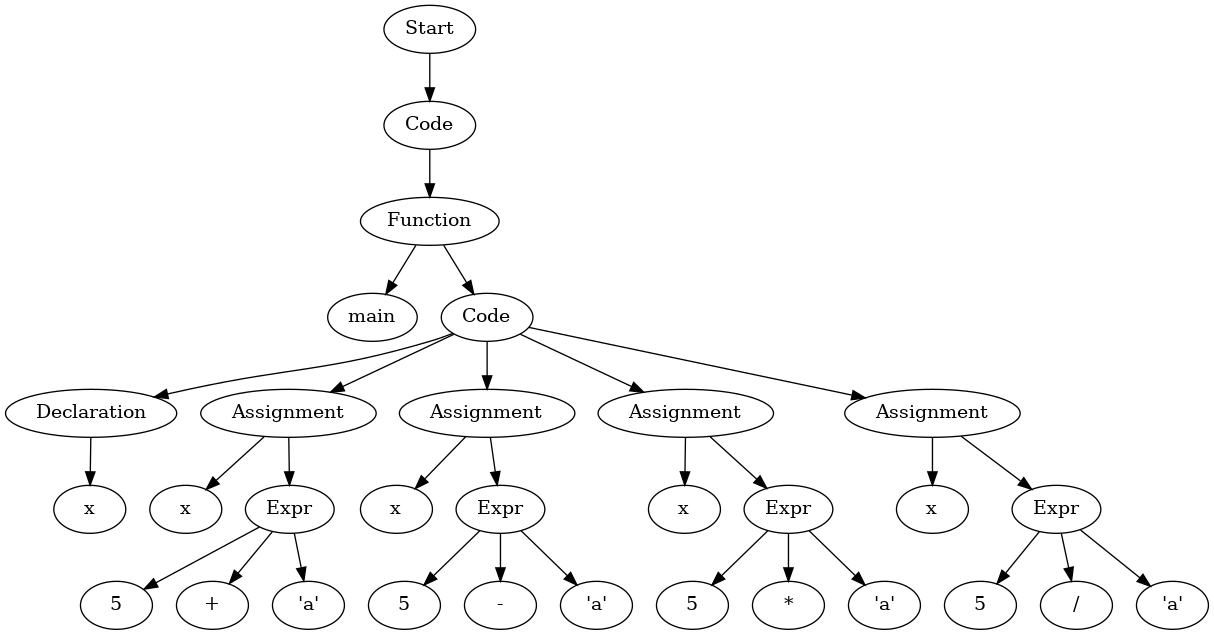 Start
Code
Function
main Code
Declaration Assignment Assignment Assignment Assignment
x x Expr x Expr x Expr x Expr
5 + 'a' 5 - 'a' 5 * 'a' 5 / 'a'